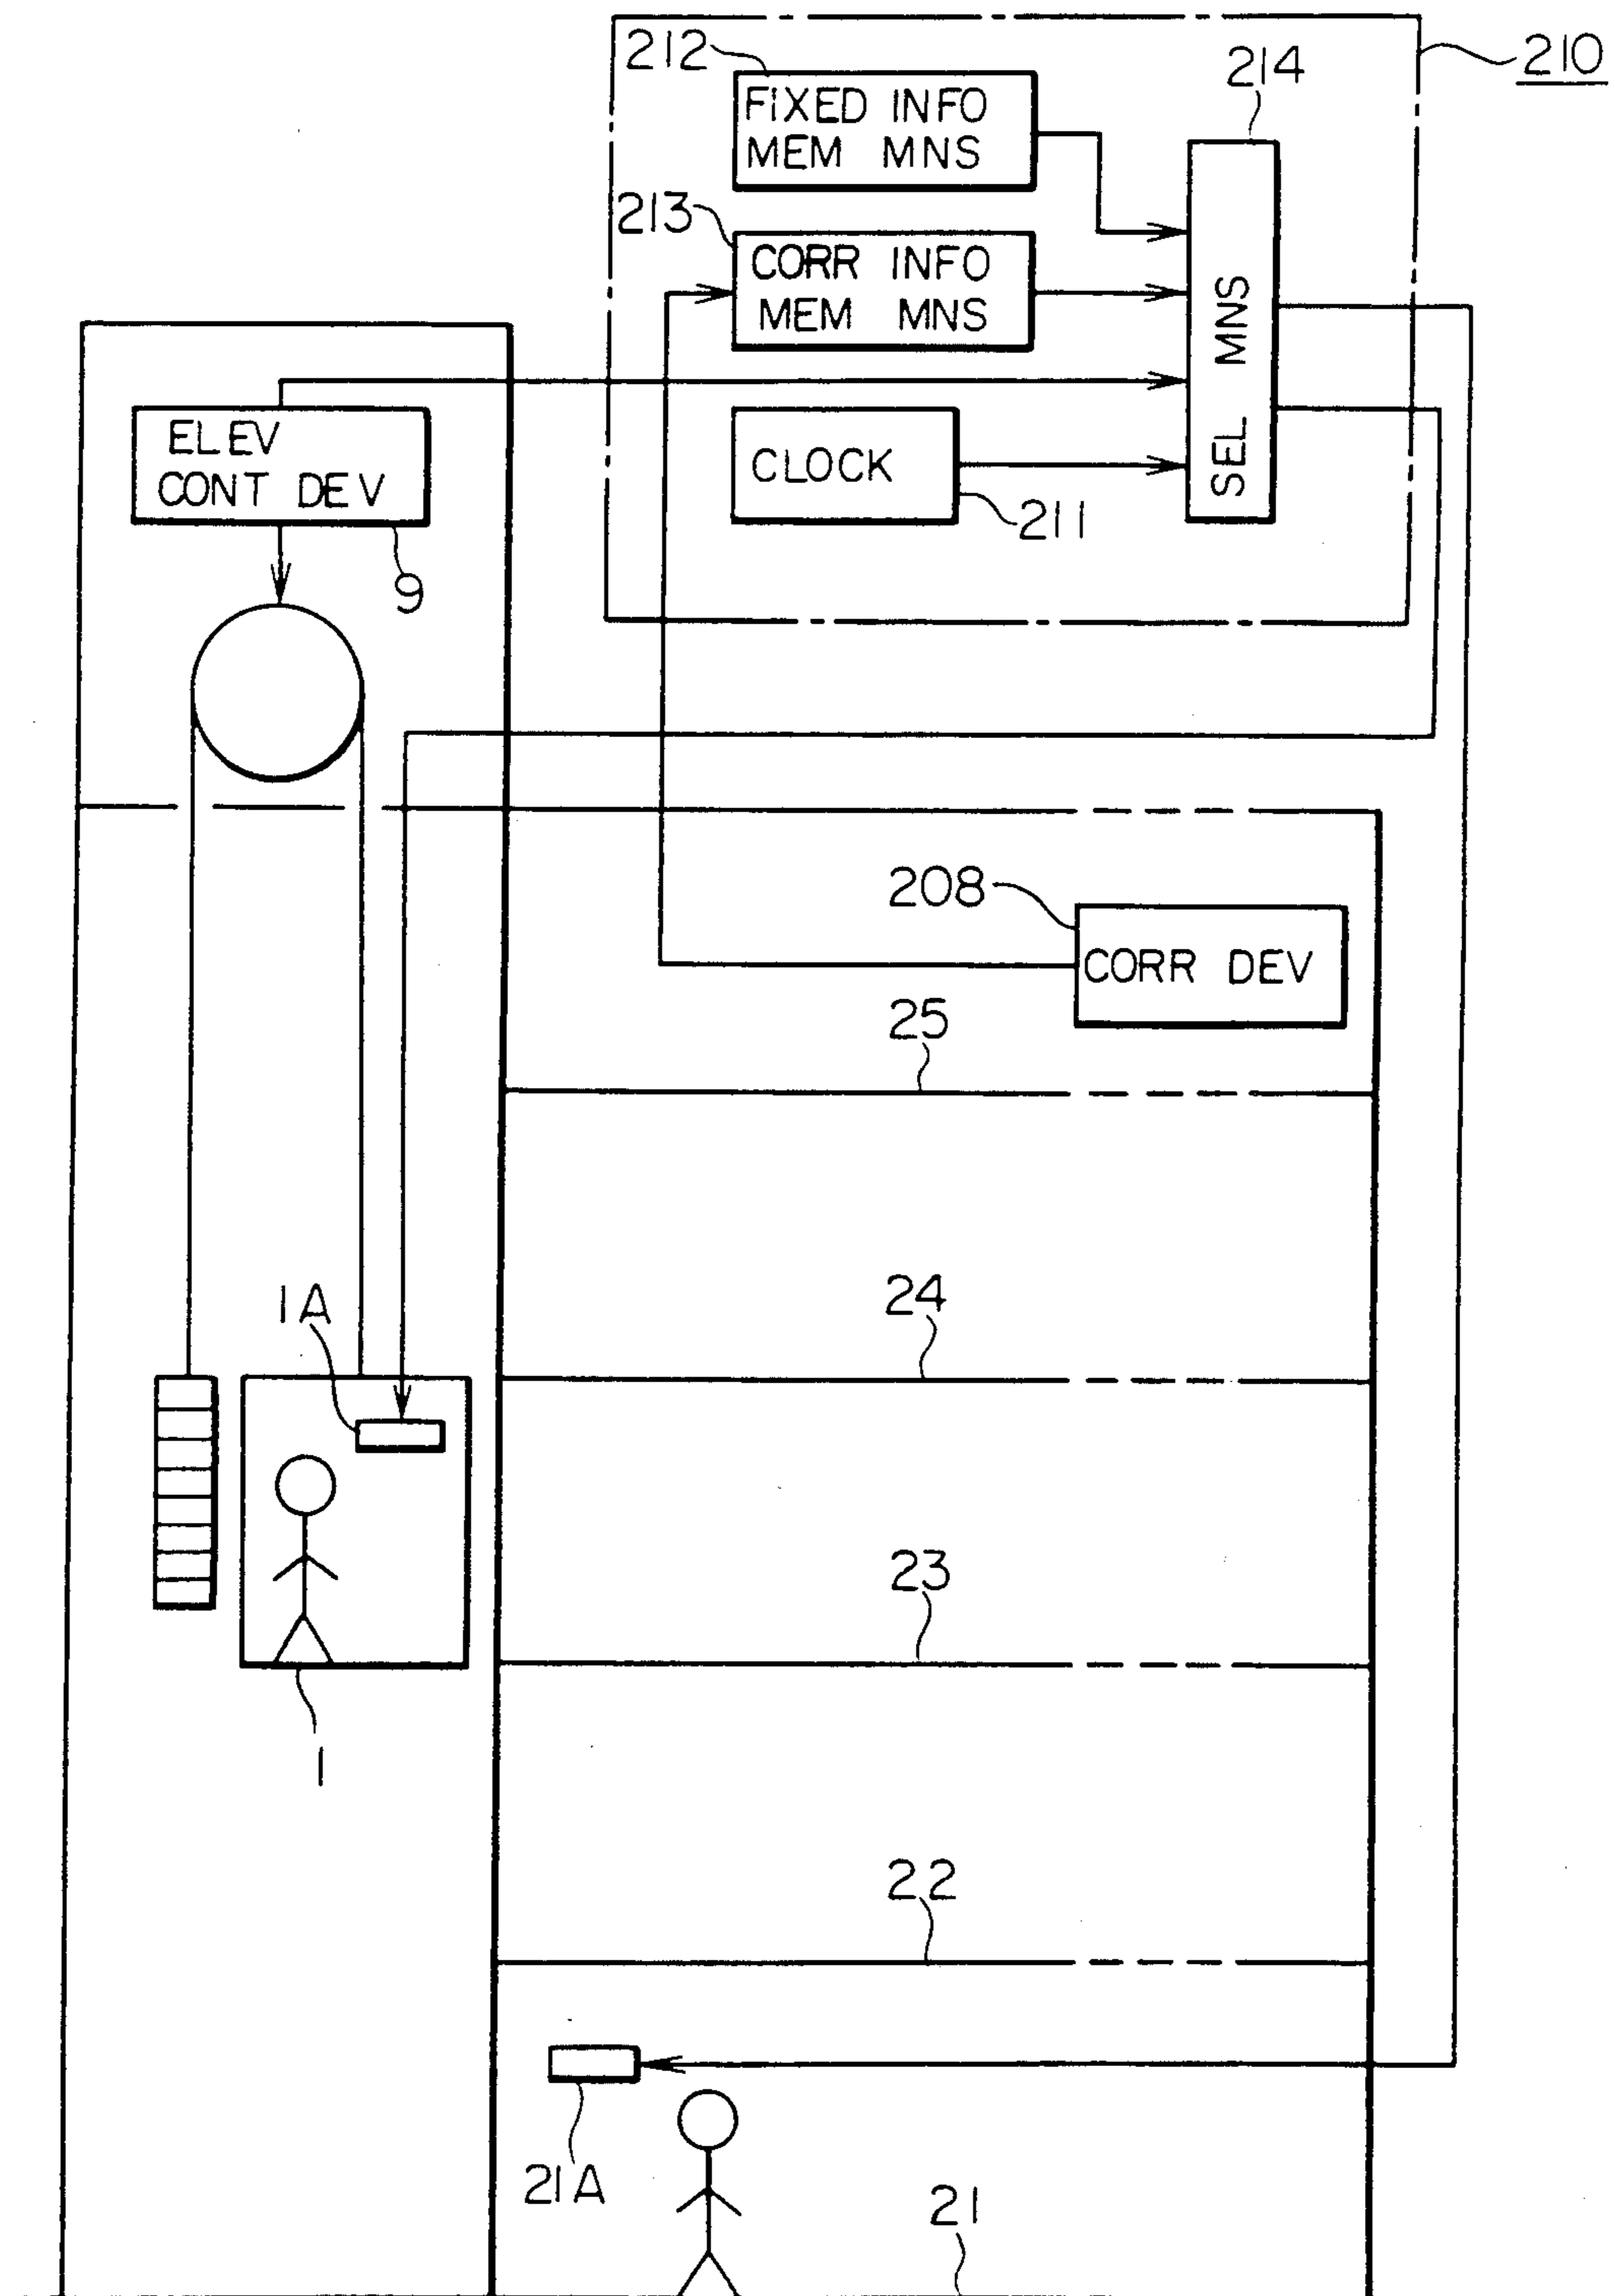 212
FIXED INFO
MEM MNS
214
210
213
CORR INFO
MEM MNS
SEL MNS
ELEV
CONT DEV
CLOCK
211
9
208
CORR DEV
25
24
1A
23
1
22
21A
21